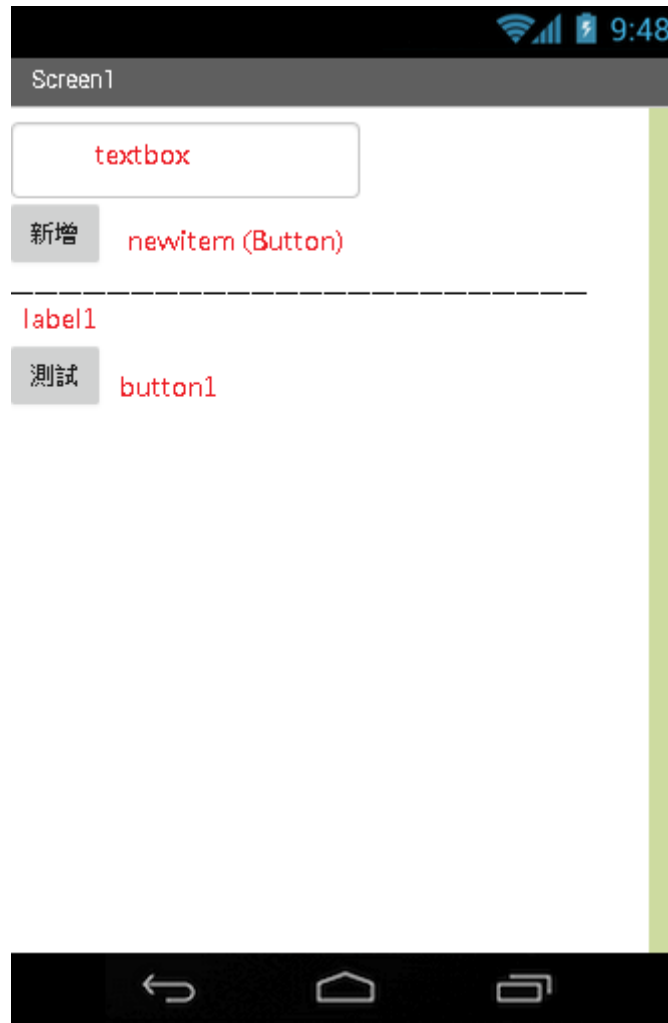 9:48
Screen1
textbox
新增 newitem (Button)
label1
測試 button1